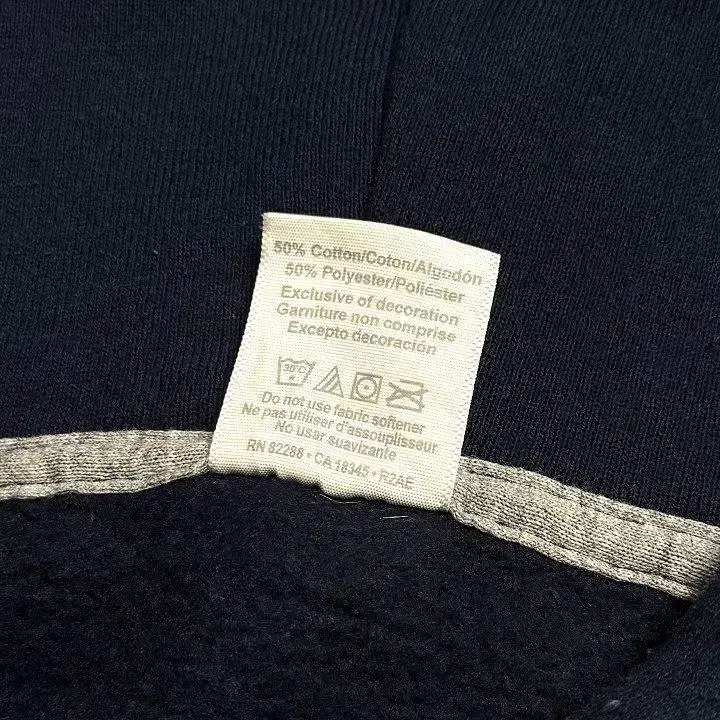 50% Cotton/Coton/Algodón
50% Polyester/Poliéster
Exclusive of decoration
Garniture non comprise
Excepto decoración
30°C
Do not use fabric softener
Ne pas utiliser d'assouplisseur
No usar suavizante
RN 82288 • CA 18345 • R2AE